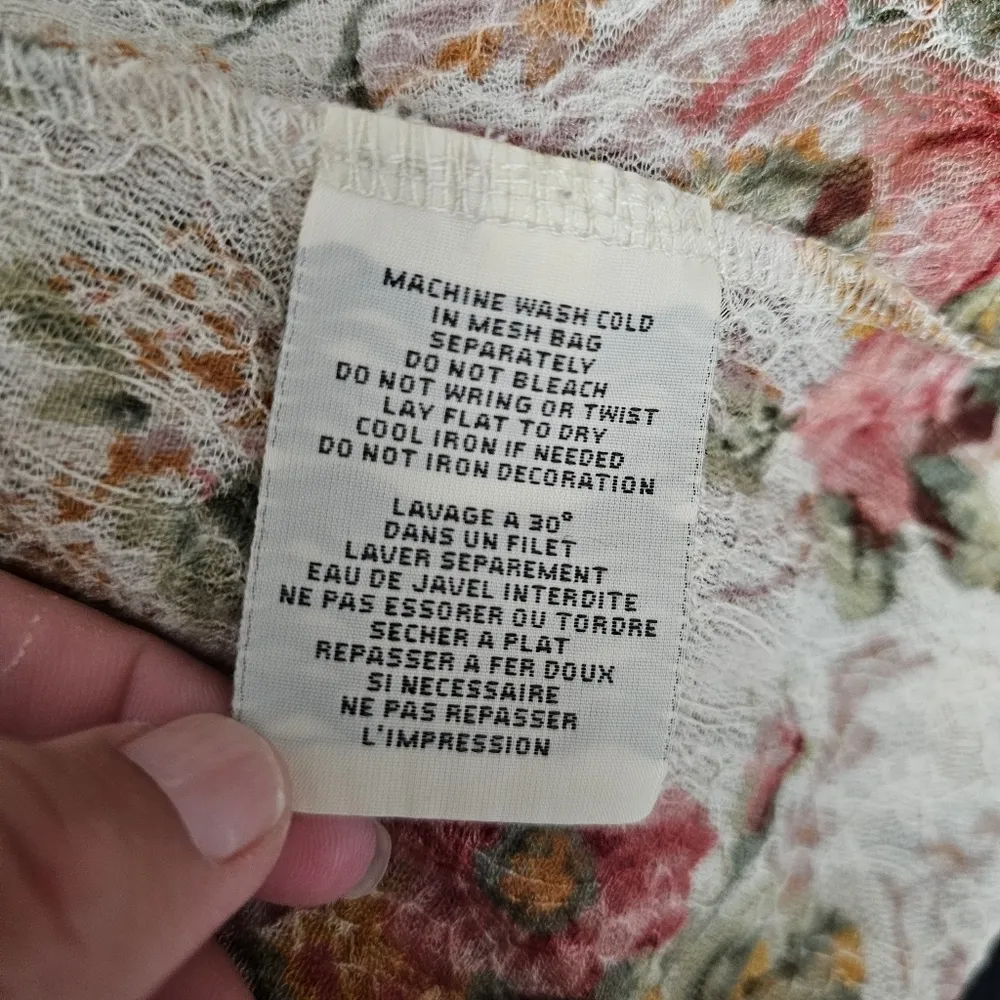 MACHINE WASH COLD
IN MESH BAG
SEPARATELY
DO NOT BLEACH
DO NOT WRING OR TWIST
LAY FLAT TO DRY
COOL IRON IF NEEDED
DO NOT IRON DECORATION
LAVAGE A 30°
DANS UN FILET
LAVER SEPAREMENT
EAU DE JAVEL INTERDITE
NE PAS ESSORER OU TORDRE
SECHER A PLAT
REPASSER A FER DOUX
SI NECESSAIRE
NE PAS REPASSER
L'IMPRESSION